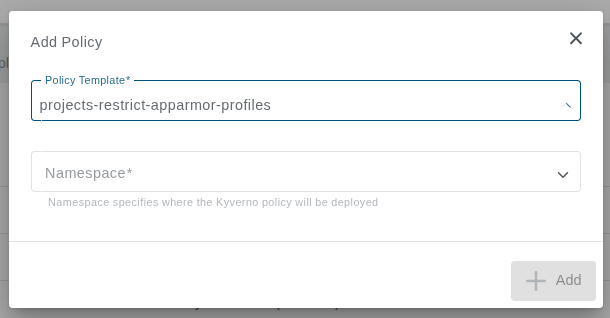 Add Policy
Policy Template*
projects-restrict-apparmor-profiles
Namespace*
Namespace specifies where the Kyverno policy will be deployed
Add